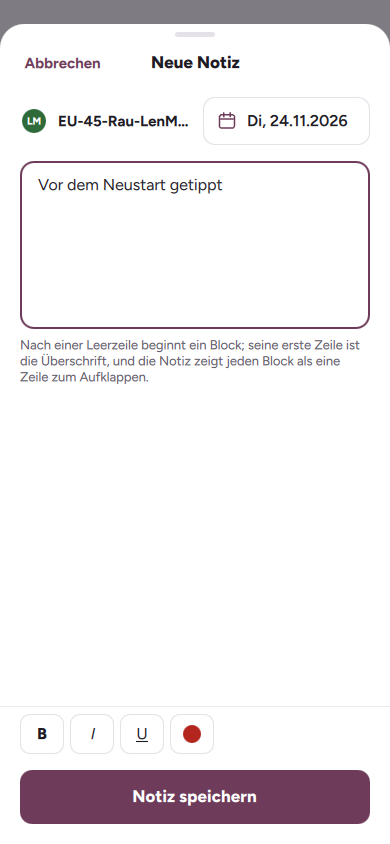 Abbrechen
Neue Notiz
LM
EU-45-Rau-LenM...
Di, 24.11.2026
Vor dem Neustart getippt
Nach einer Leerzeile beginnt ein Block; seine erste Zeile ist
die Überschrift, und die Notiz zeigt jeden Block als eine
Zeile zum Aufklappen.
B
I
U
Notiz speichern